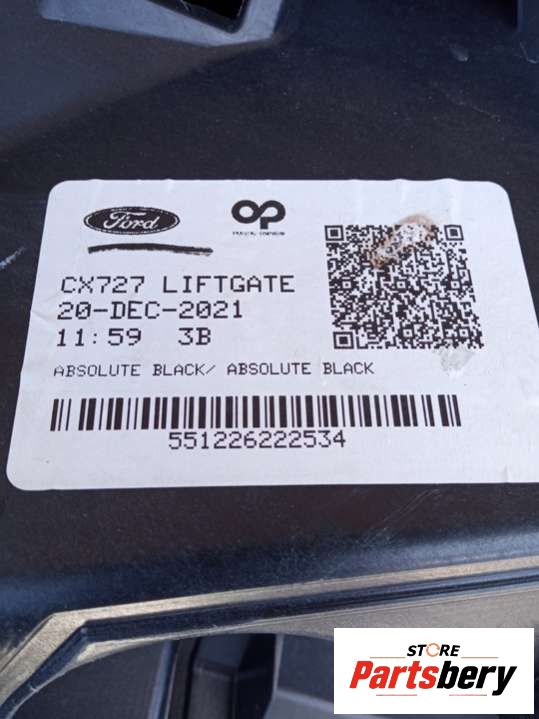 Ford
CX727 LIFTGATE
20-DEC-2021
11:59 3B
ABSOLUTE BLACK/ ABSOLUTE BLACK
551226222534
STORE
Partsbery